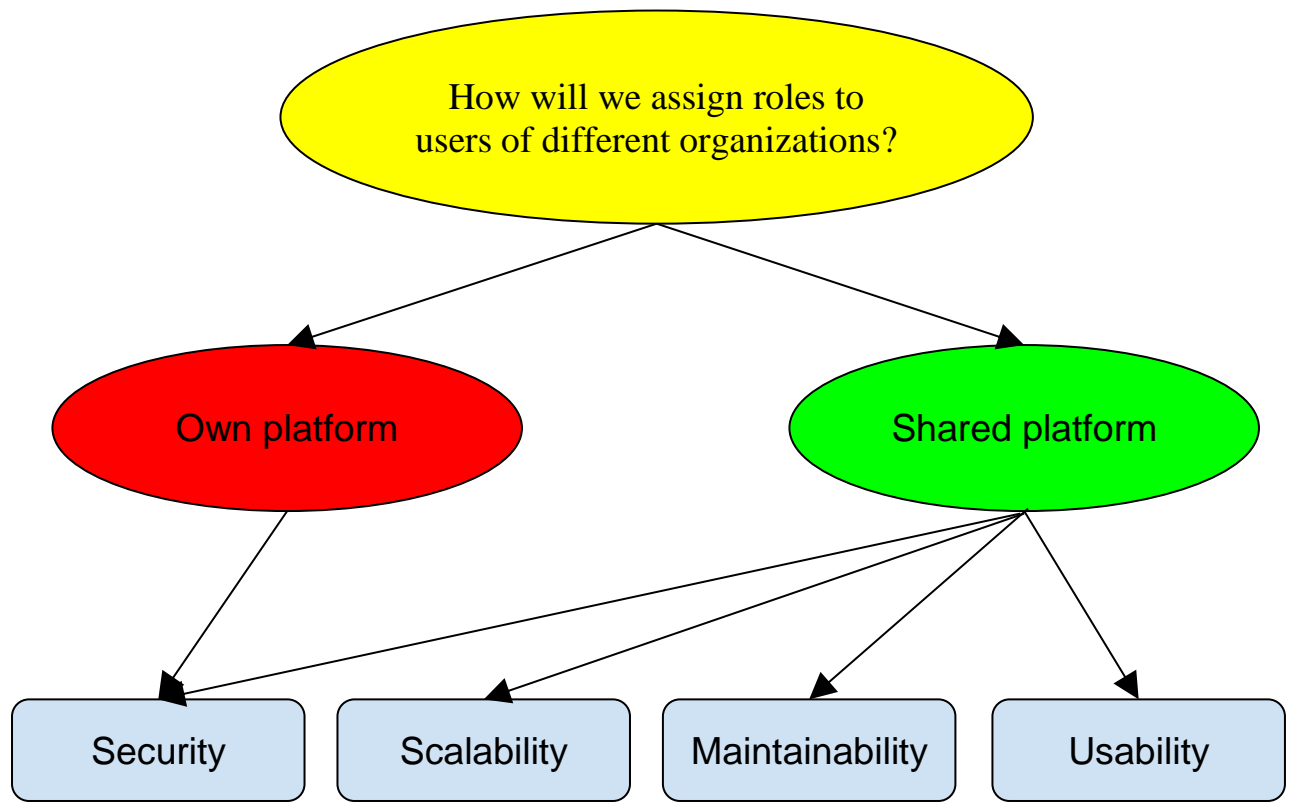 How will we assign roles to
users of different organizations?
Own platform
Shared platform
Security
Scalability
Maintainability
Usability